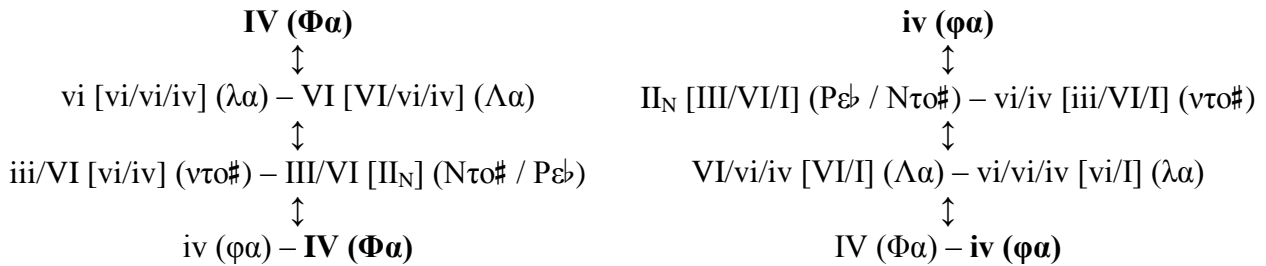 IV (Φα)
↕
vi [vi/vi/iv] (λα) – VI [VI/vi/iv] (Λα)
↕
iii/VI [vi/iv] (ντο♯) – III/VI [II_N] (Ντο♯ / Ρε♭)
↕
iv (φα) – IV (Φα)
iv (φα)
↕
II_N [III/VI/I] (Ρε♭ / Ντο♯) – vi/iv [iii/VI/I] (ντο♯)
↕
VI/vi/iv [VI/I] (Λα) – vi/vi/iv [vi/I] (λα)
↕
IV (Φα) – iv (φα)